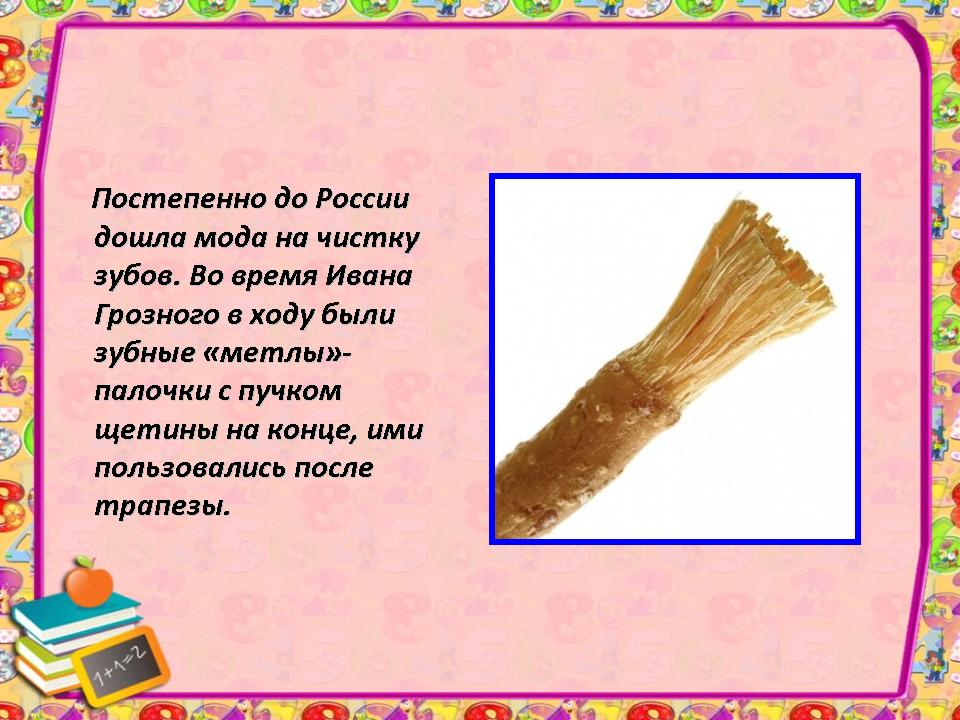 Постепенно до России
дошла мода на чистку
зубов. Во время Ивана
Грозного в ходу были
зубные «метлы»-
палочки с пучком
щетины на конце, ими
пользовались после
трапезы.
1+1=2